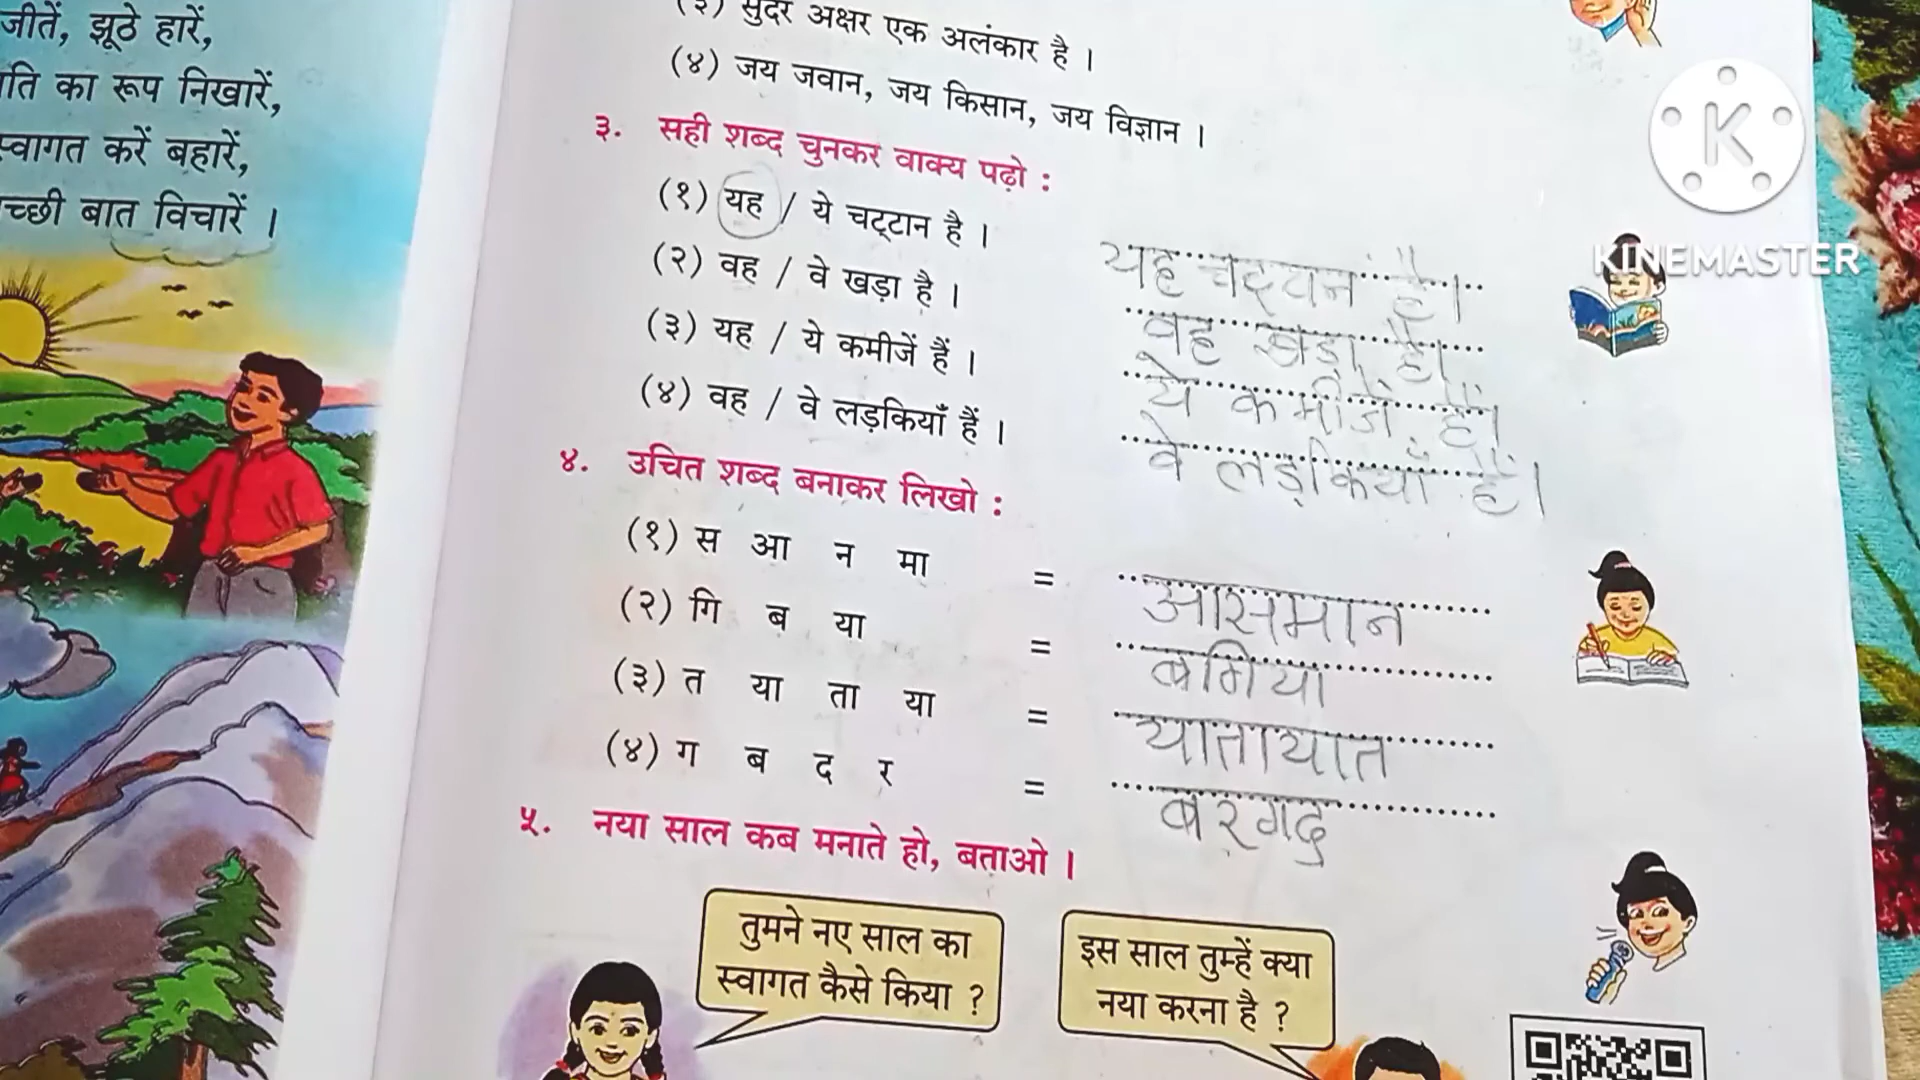 जीतें, झूठे हारें,
का रूप निखारें,
स्वागत करें बहारें,
बात विचारें ।
(३) सुंदर अक्षर एक अलंकार है ।
(४) जय जवान, जय किसान, जय विज्ञान ।
३. सही शब्द चुनकर वाक्य पढ़ो :
(१) यह / ये चट्टान है ।
यह चट्टान है।
(२) वह / वे खड़ा है ।
वह खड़ा है।
(३) यह / ये कमीजें हैं ।
ये कमीजें हैं।
(४) वह / वे लड़कियाँ हैं ।
वे लड़कियाँ हैं।
४. उचित शब्द बनाकर लिखो :
(१) स आ न मा = आसमान
(२) गि ब या = बगिया
(३) त या ता या = यातायात
(४) ग ब द र = बरगद
५. नया साल कब मनाते हो, बताओ ।
तुमने नए साल का
स्वागत कैसे किया ?
इस साल तुम्हें क्या
नया करना है ?
K
KINEMASTER